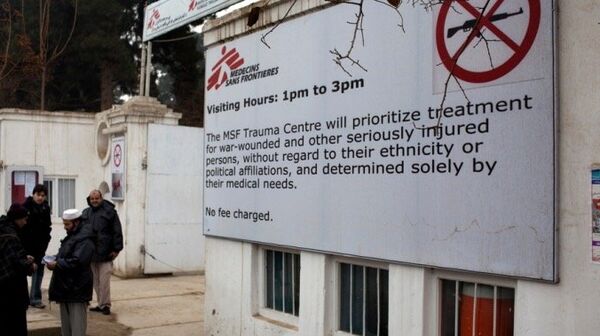 MEDECINS
SANS FRONTIERES
Visiting Hours: 1pm to 3pm
The MSF Trauma Centre will prioritize treatment
for war-wounded and other seriously injured
persons, without regard to their ethnicity or
political affiliations, and determined solely by
their medical needs.
No fee charged.